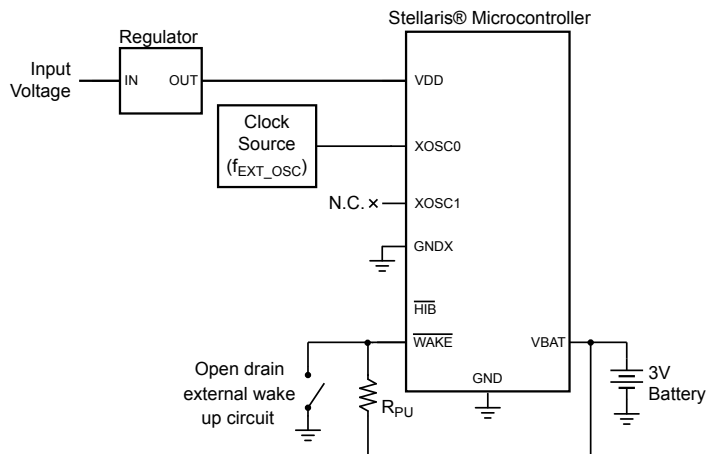 Stellaris® Microcontroller
Regulator
Input
Voltage
IN
OUT
VDD
Clock
Source
(fEXT_OSC)
XOSC0
N.C.
XOSC1
GNDX
HIB
WAKE
VBAT
Open drain
external wake
up circuit
RPU
GND
3V
Battery